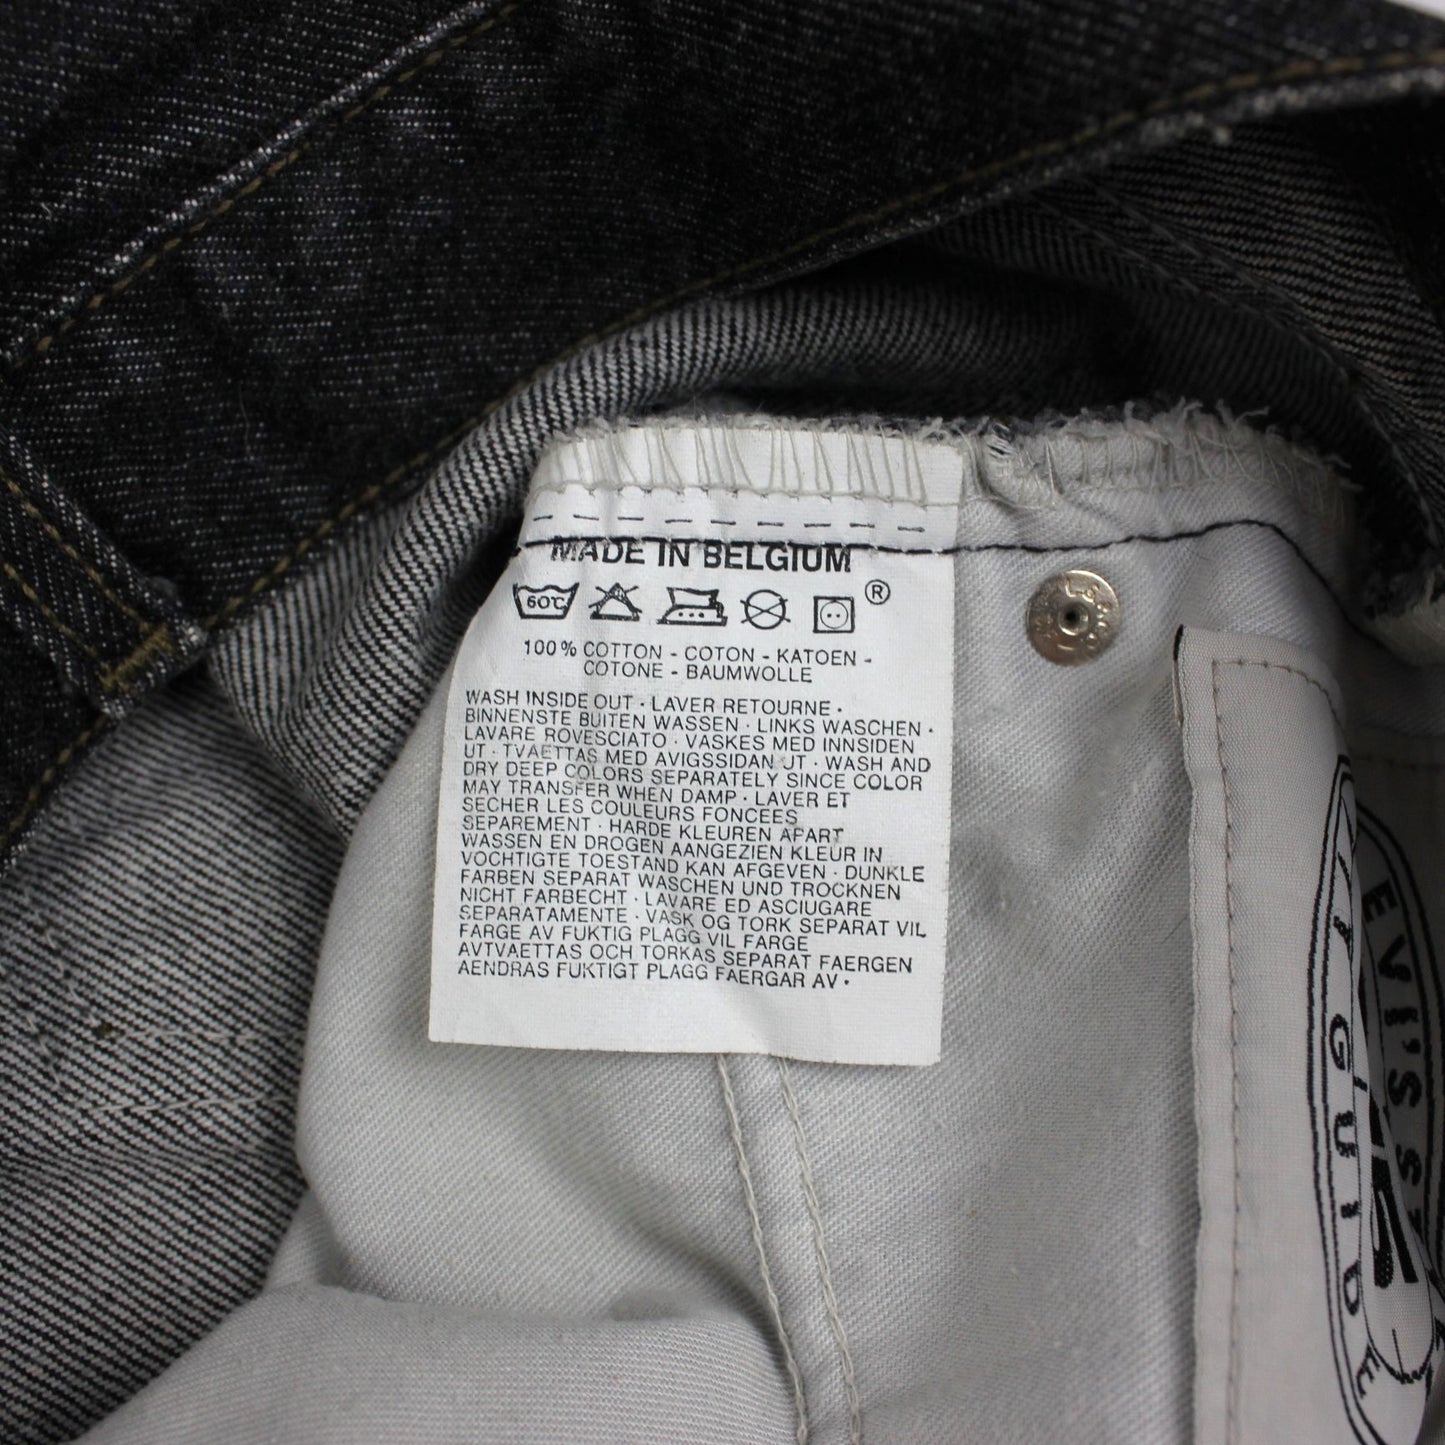 MADE IN BELGIUM
60°C ®
100% COTTON - COTON - KATOEN -
COTONE - BAUMWOLLE
WASH INSIDE OUT · LAVER RETOURNE ·
BINNENSTE BUITEN WASSEN · LINKS WASCHEN ·
LAVARE ROVESCIATO · VASKES MED INNSIDEN
UT · TVAETTAS MED AVIGSSIDAN UT · WASH AND
DRY DEEP COLORS SEPARATELY SINCE COLOR
MAY TRANSFER WHEN DAMP · LAVER ET
SECHER LES COULEURS FONCEES
SEPAREMENT · HARDE KLEUREN APART
WASSEN EN DROGEN AANGEZIEN KLEUR IN
VOCHTIGTE TOESTAND KAN AFGEVEN · DUNKLE
FARBEN SEPARAT WASCHEN UND TROCKNEN
NICHT FARBECHT · LAVARE ED ASCIUGARE
SEPARATAMENTE · VASK OG TORK SEPARAT VIL
FARGE AV FUKTIG PLAGG VIL FARGE
AVTVAETTAS OCH TORKAS SEPARAT FAERGEN
AENDRAS FUKTIGT PLAGG FAERGAR AV ·
EVI'S
GUIDE